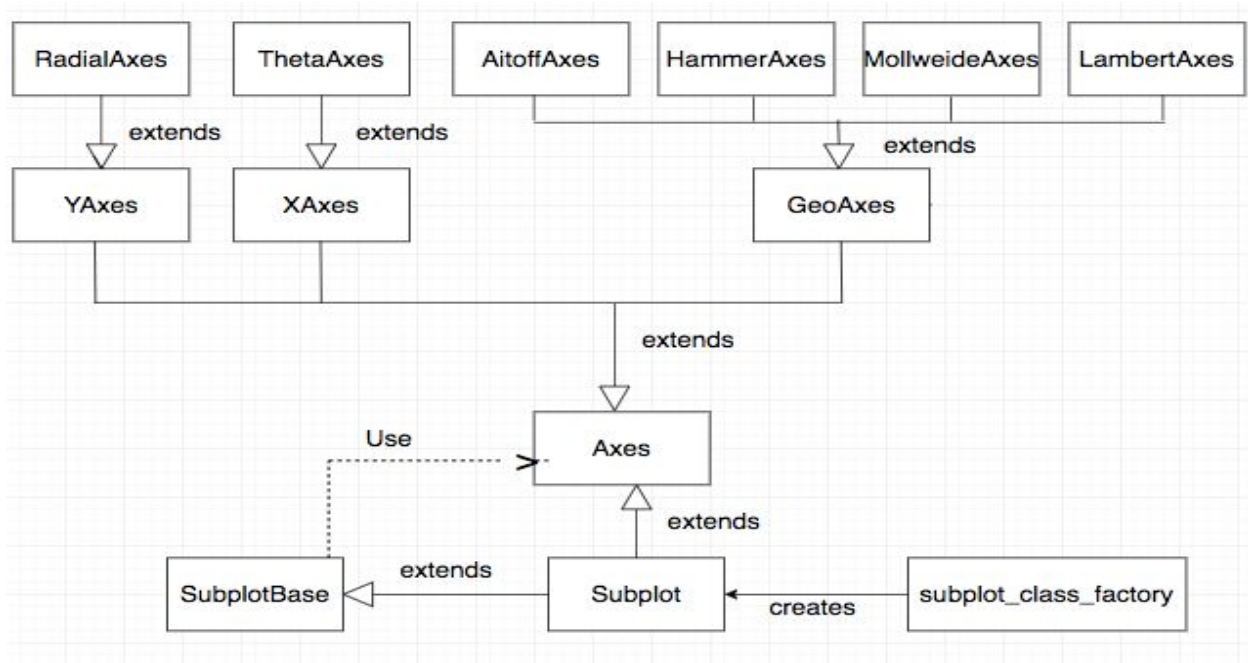 RadialAxes
ThetaAxes
AitoffAxes
HammerAxes
MollweideAxes
LambertAxes
extends
extends
extends
YAxes
XAxes
GeoAxes
extends
Use
Axes
extends
SubplotBase
extends
Subplot
creates
subplot_class_factory